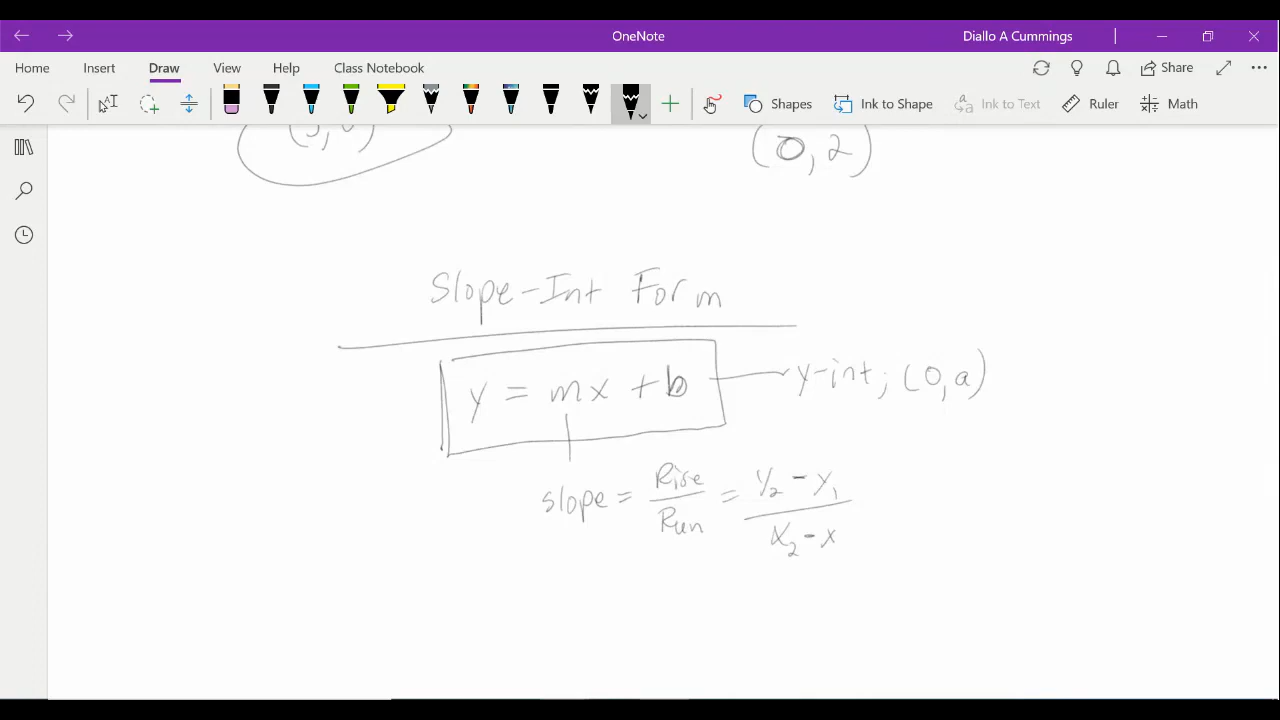 OneNote
Diallo A Cummings
Home Insert Draw View Help Class Notebook
Share
Shapes Ink to Shape Ink to Text Ruler Math
(0, 2)
Slope-Int Form
y = mx + b
y-int; (0, a)
slope = Rise/Run = (y₂ - y₁)/(x₂ - x